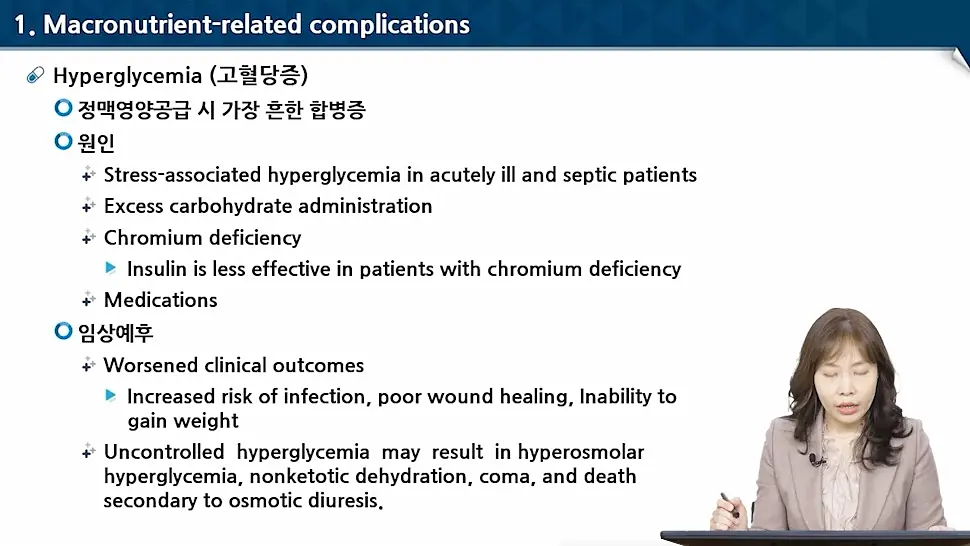 1. Macronutrient-related complications
Hyperglycemia (고혈당증)
정맥영양공급 시 가장 흔한 합병증
원인
Stress-associated hyperglycemia in acutely ill and septic patients
Excess carbohydrate administration
Chromium deficiency
Insulin is less effective in patients with chromium deficiency
Medications
임상예후
Worsened clinical outcomes
Increased risk of infection, poor wound healing, Inability to
gain weight
Uncontrolled hyperglycemia may result in hyperosmolar
hyperglycemia, nonketotic dehydration, coma, and death
secondary to osmotic diuresis.